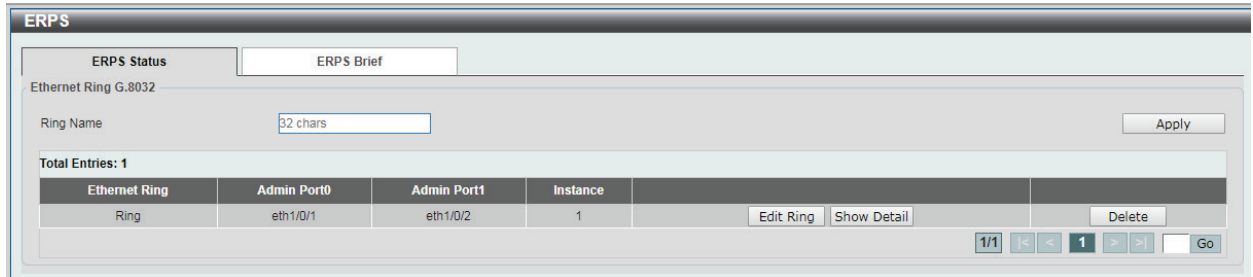 ERPS
ERPS Status ERPS Brief
Ethernet Ring G.8032
Ring Name 32 chars Apply
Total Entries: 1
Ethernet Ring Admin Port0 Admin Port1 Instance
Ring eth1/0/1 eth1/0/2 1 Edit Ring Show Detail Delete
1/1 |< < 1 > >| Go